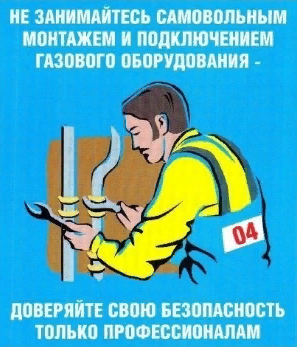 НЕ ЗАНИМАЙТЕСЬ САМОВОЛЬНЫМ
МОНТАЖЕМ И ПОДКЛЮЧЕНИЕМ
ГАЗОВОГО ОБОРУДОВАНИЯ -
04
ДОВЕРЯЙТЕ СВОЮ БЕЗОПАСНОСТЬ
ТОЛЬКО ПРОФЕССИОНАЛАМ